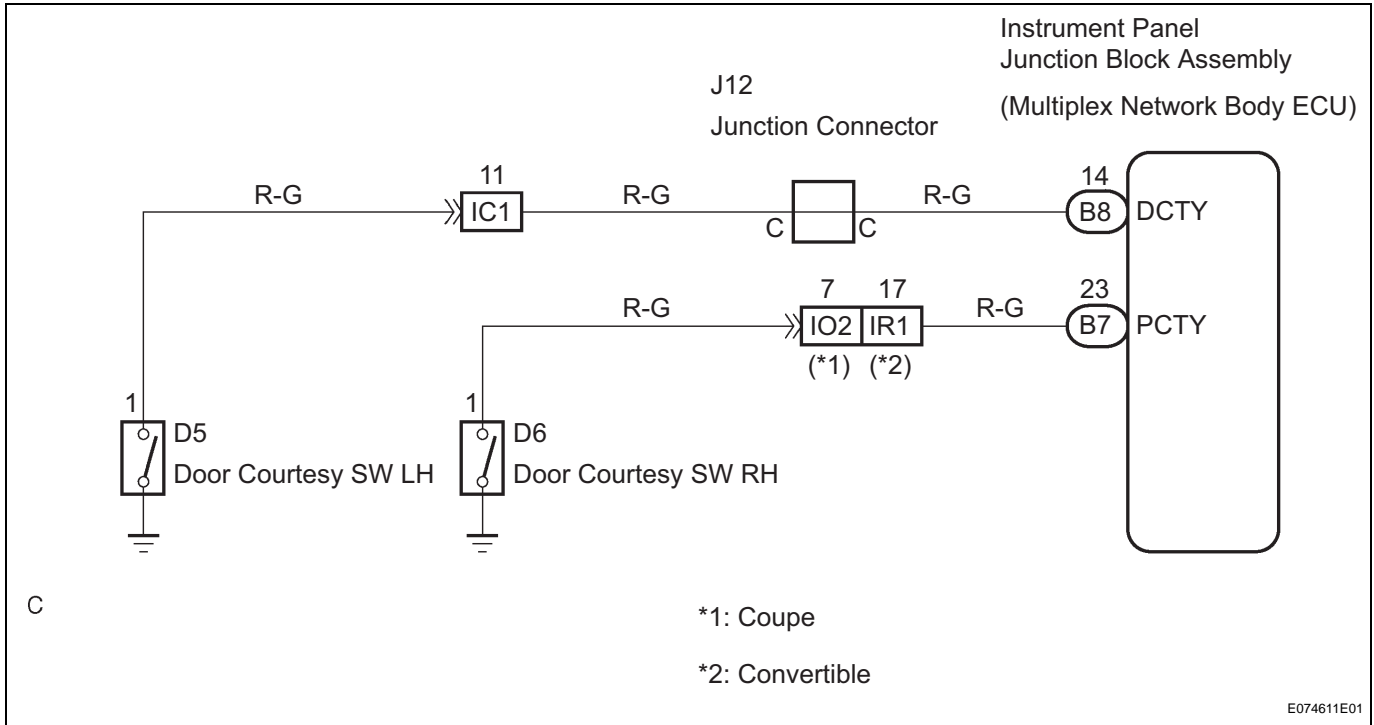 Instrument Panel
Junction Block Assembly
(Multiplex Network Body ECU)
J12
Junction Connector
11
14
R-G
R-G
R-G
IC1
B8
DCTY
C
C
7
17
23
R-G
R-G
IO2
IR1
B7
PCTY
(*1)
(*2)
1
D5
Door Courtesy SW LH
1
D6
Door Courtesy SW RH
C
*1: Coupe
*2: Convertible
E074611E01